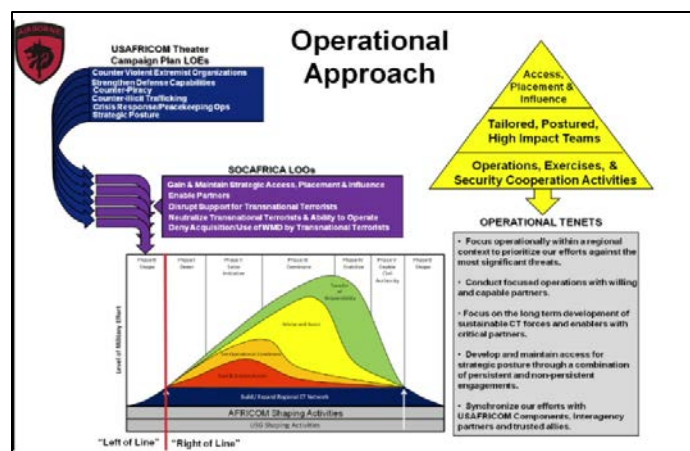 AIRBORNE
USAFRICOM Theater
Campaign Plan LOEs
Counter Violent Extremist Organizations
Strengthen Defense Capabilities
Counter-Piracy
Counter-Illicit Trafficking
Crisis Response/Peacekeeping Ops
Strategic Posture
Operational
Approach
Access,
Placement &
Influence
Tailored, Postured,
High Impact Teams
Operations, Exercises, &
Security Cooperation Activities
SOCAFRICA LOOs
Gain & Maintain Strategic Access, Placement & Influence
Enable Partners
Disrupt Support for Transnational Terrorists
Neutralize Transnational Terrorists & Ability to Operate
Deny Acquisition/Use of WMD by Transnational Terrorists
OPERATIONAL TENETS
• Focus operationally within a regional
context to prioritize our efforts against the
most significant threats.
• Conduct focused operations with willing
and capable partners.
• Focus on the long term development of
sustainable CT forces and enablers with
critical partners.
• Develop and maintain access for
strategic posture through a combination
of persistent and non-persistent
engagements.
• Synchronize our efforts with
USAFRICOM Components, Interagency
partners and trusted allies.
Level of Military Effort
Transfer
of
Responsibility
Build/Expand Regional CT Network
AFRICOM Shaping Activities
USG Shaping Activities
"Left of Line"
"Right of Line"